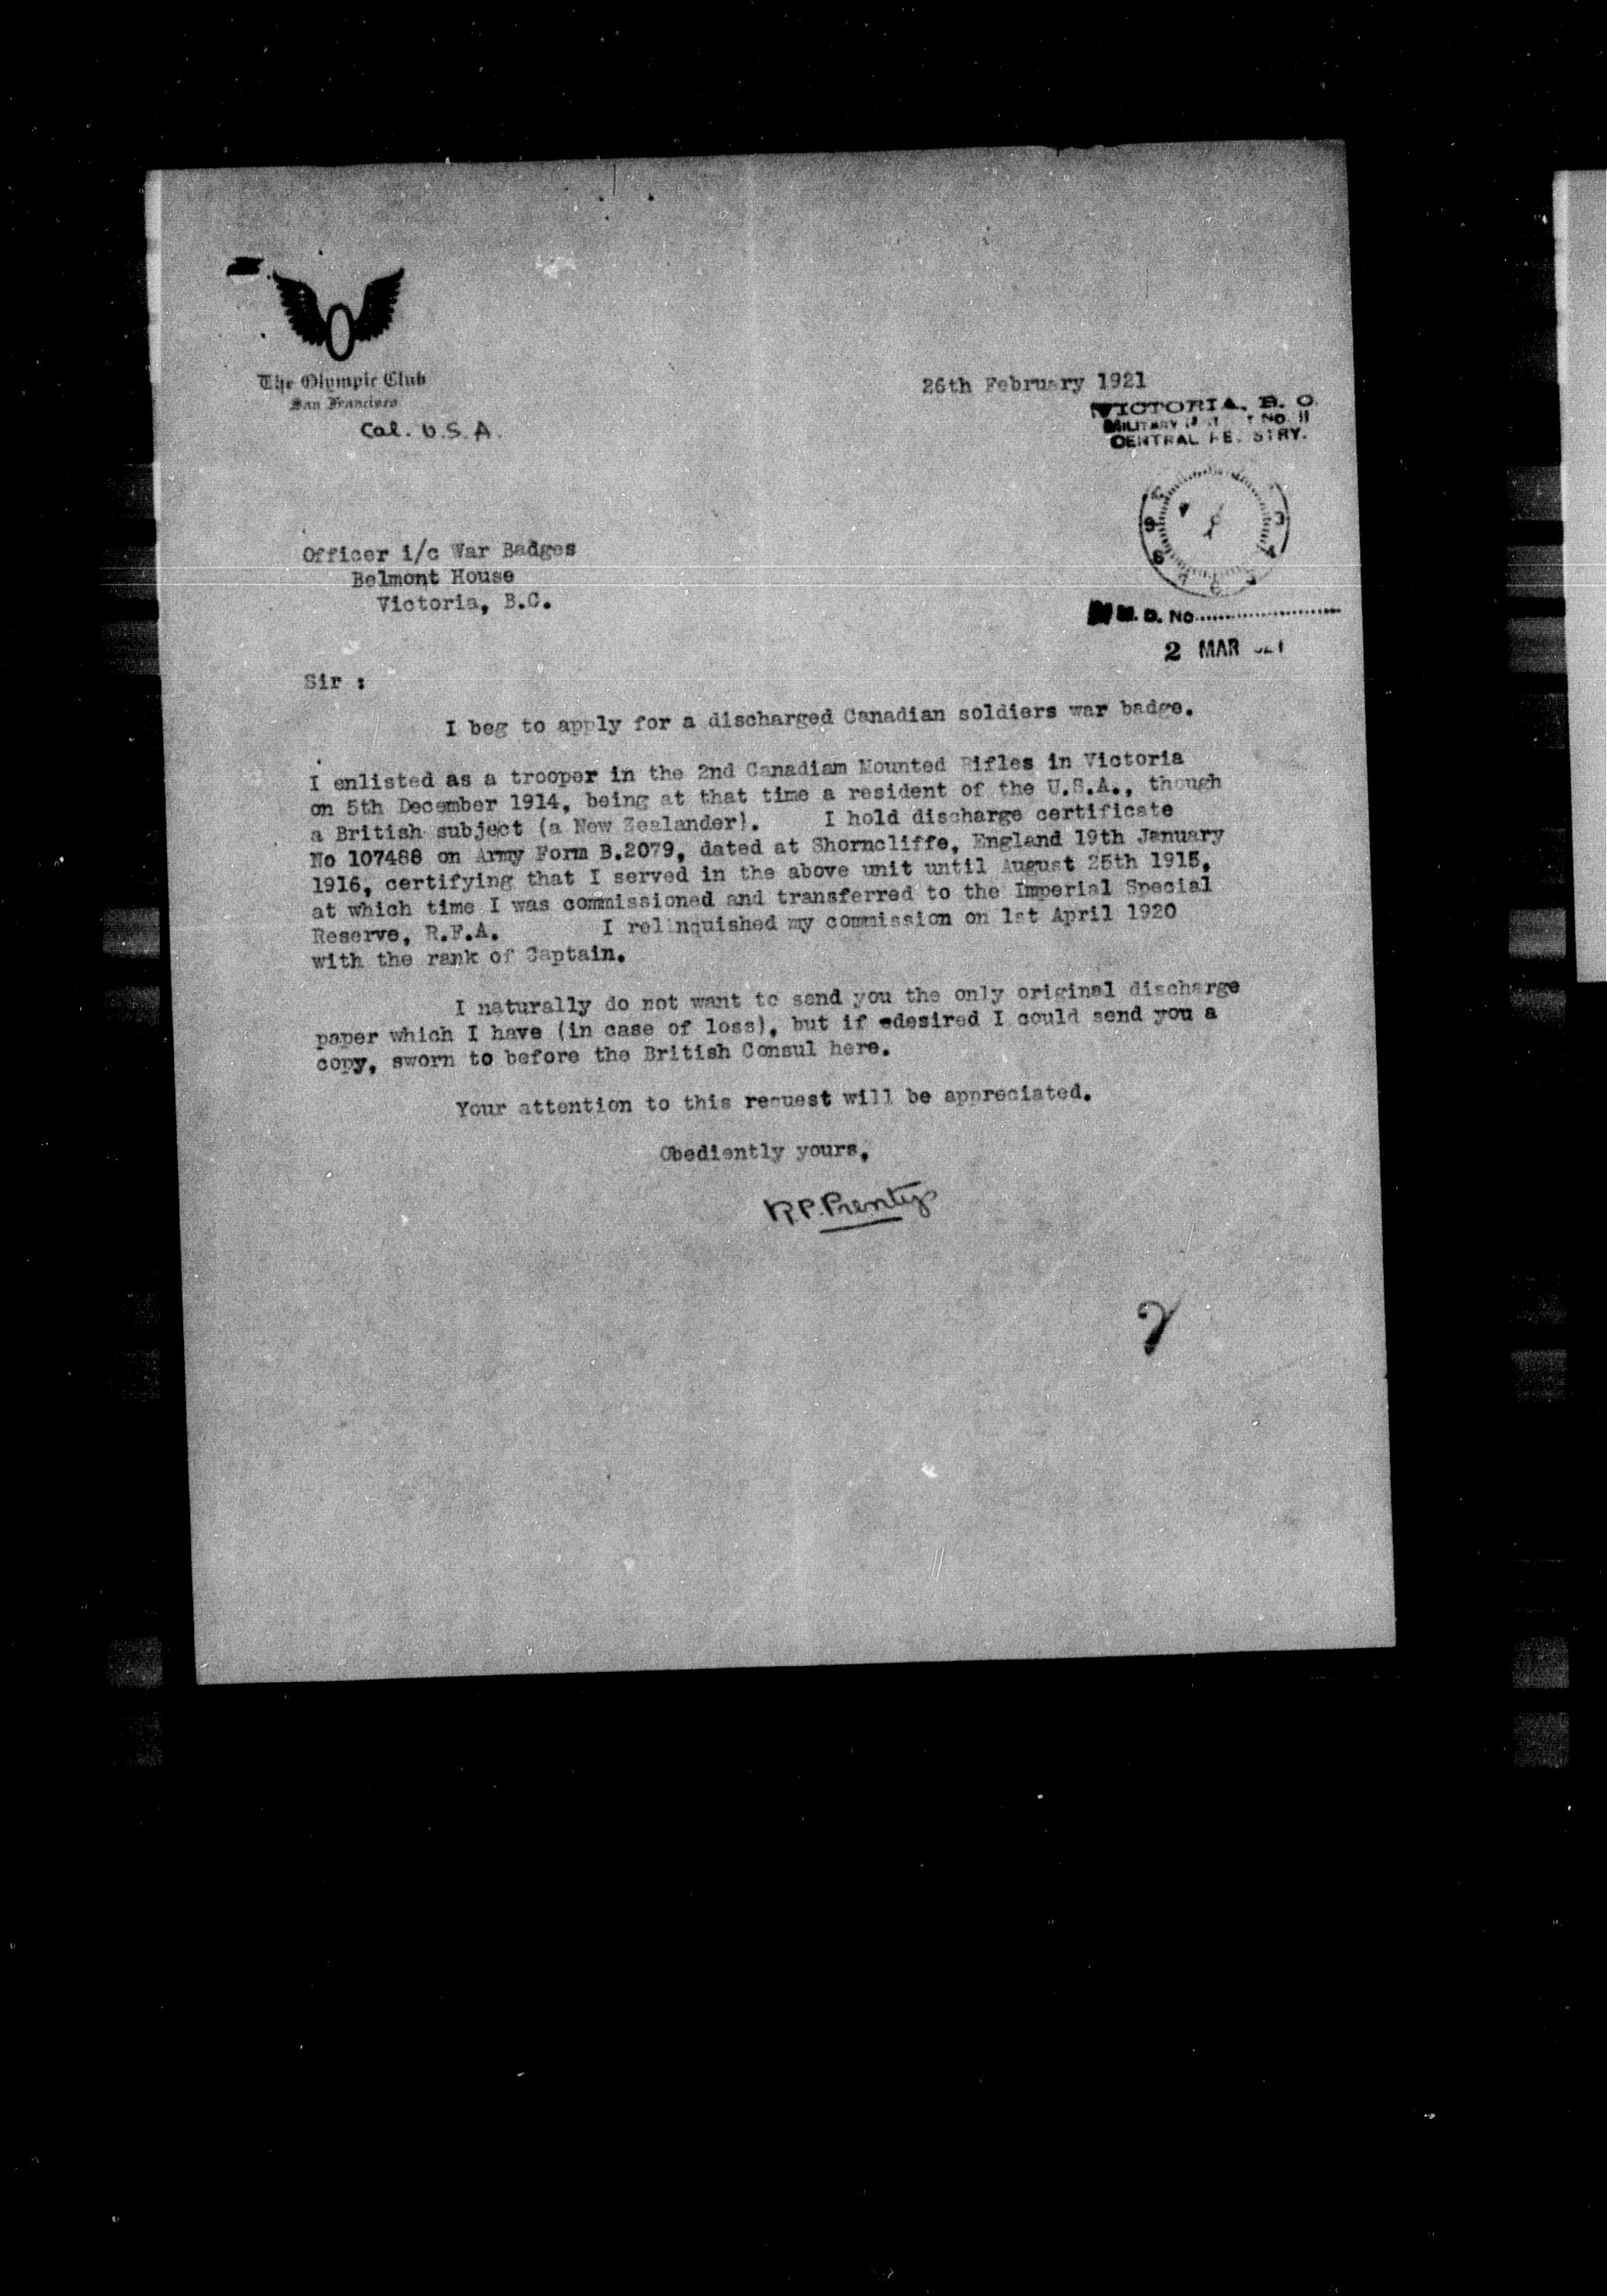 The Olympic Club
San Francisco
Cal. U.S.A.
26th February 1921
VICTORIA, B. C.
MILITARY NO. 11
CENTRAL
Officer i/c War Badges
Belmont House
Victoria, B.C.
M. D. No
2 MAR
Sir :
I beg to apply for a discharged Canadian soldiers war badge.
I enlisted as a trooper in the 2nd Canadiam Mounted Rifles in Victoria
on 5th December 1914, being at that time a resident of the U.S.A., though
a British subject (a New Zealander). I hold discharge certificate
No 107488 on Army Form B.2079, dated at Shorncliffe, England 19th January
1916, certifying that I served in the above unit until August 25th 1915,
at which time I was commissioned and transferred to the Imperial Special
Reserve, R.F.A. I relinquished my commission on 1st April 1920
with the rank of Captain.
I naturally do not want to send you the only original discharge
paper which I have (in case of loss), but if desired I could send you a
copy, sworn to before the British Consul here.
Your attention to this request will be appreciated.
Obediently yours,
R.P. Prentys